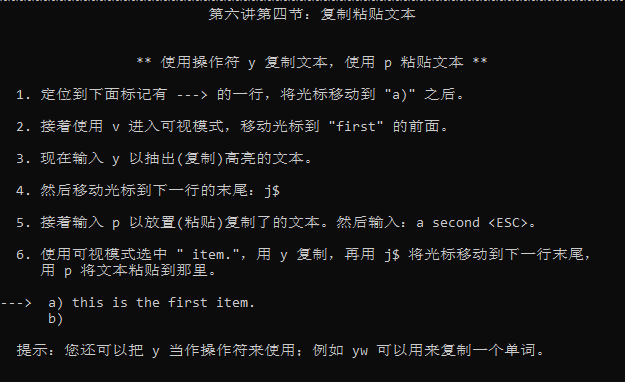 第六讲第四节：复制粘贴文本
** 使用操作符 y 复制文本，使用 p 粘贴文本 **
1. 定位到下面标记有 ---> 的一行，将光标移动到 "a)" 之后。
2. 接着使用 v 进入可视模式，移动光标到 "first" 的前面。
3. 现在输入 y 以抽出(复制)高亮的文本。
4. 然后移动光标到下一行的末尾：j$
5. 接着输入 p 以放置(粘贴)复制了的文本。然后输入：a second <ESC>。
6. 使用可视模式选中 " item."，用 y 复制，再用 j$ 将光标移动到下一行末尾，
用 p 将文本粘贴到那里。
---> a) this is the first item.
b)
提示：您还可以把 y 当作操作符来使用；例如 yw 可以用来复制一个单词。